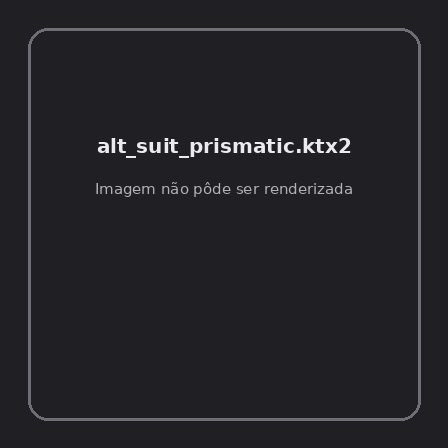 alt_suit_prismatic.ktx2
Imagem não pôde ser renderizada